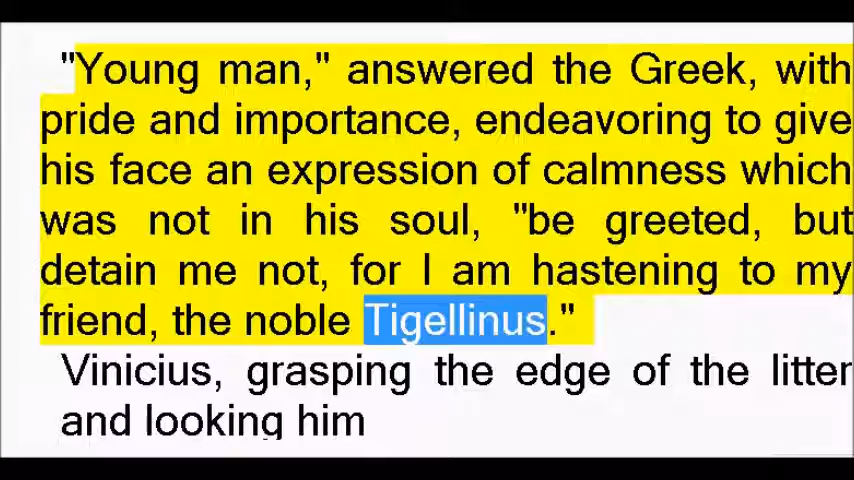 "Young man," answered the Greek, with
pride and importance, endeavoring to give
his face an expression of calmness which
was not in his soul, "be greeted, but
detain me not, for I am hastening to my
friend, the noble Tigellinus."
Vinicius, grasping the edge of the litter
and looking him